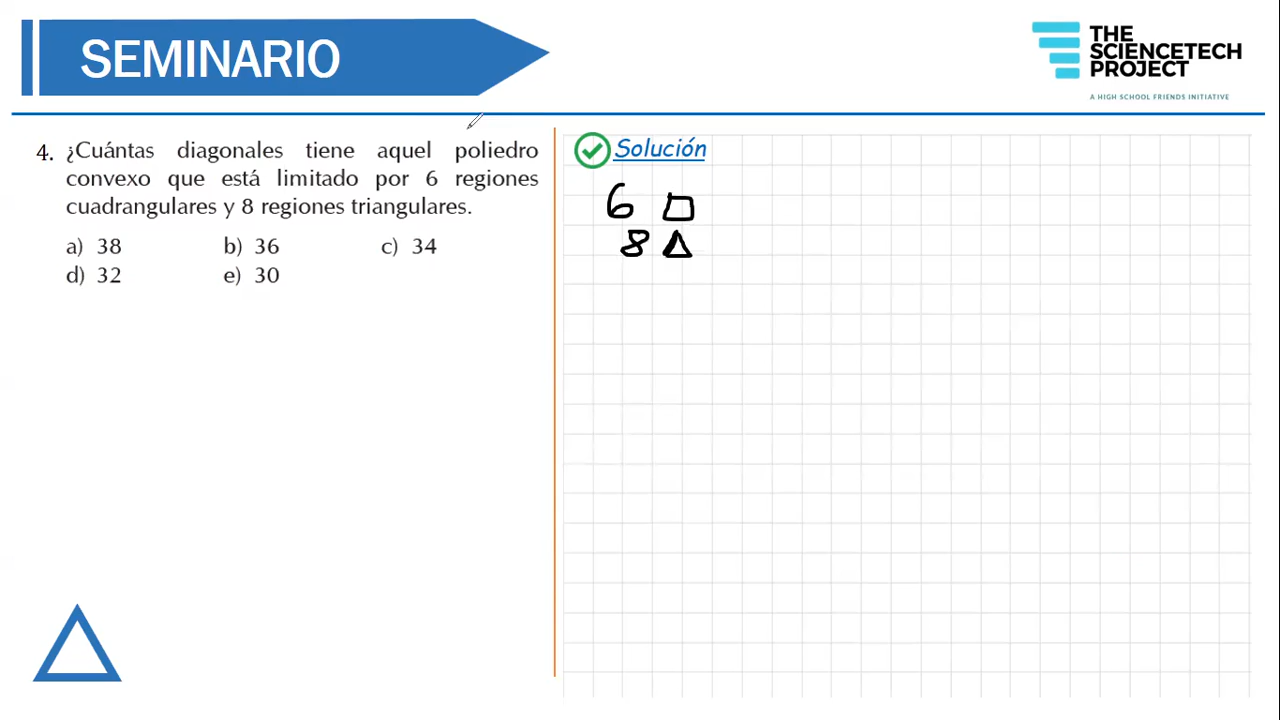 SEMINARIO
THE
SCIENCETECH
PROJECT
A HIGH SCHOOL FRIENDS INITIATIVE
4. ¿Cuántas diagonales tiene aquel poliedro
convexo que está limitado por 6 regiones
cuadrangulares y 8 regiones triangulares.
a) 38 b) 36 c) 34
d) 32 e) 30
Solución
6 □
8 △